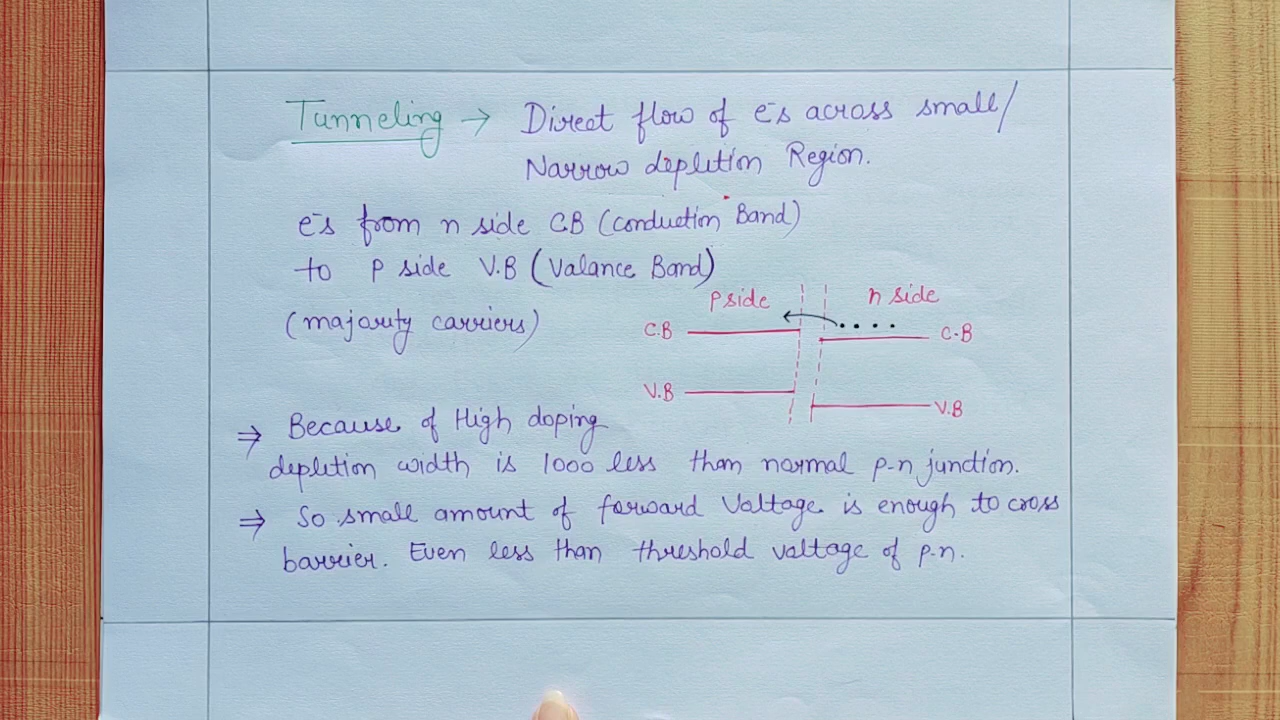 Tunneling → Direct flow of e⁻s across small/
Narrow depletion Region.
e⁻s from n side C.B (Conduction Band)
to p side V.B (Valance Band)
(majority carriers)
p side n side
C.B C.B
V.B V.B
⇒ Because of High doping
depletion width is 1000 less than normal p-n junction.
⇒ So small amount of forward Voltage is enough to cross
barrier. Even less than threshold voltage of p-n.